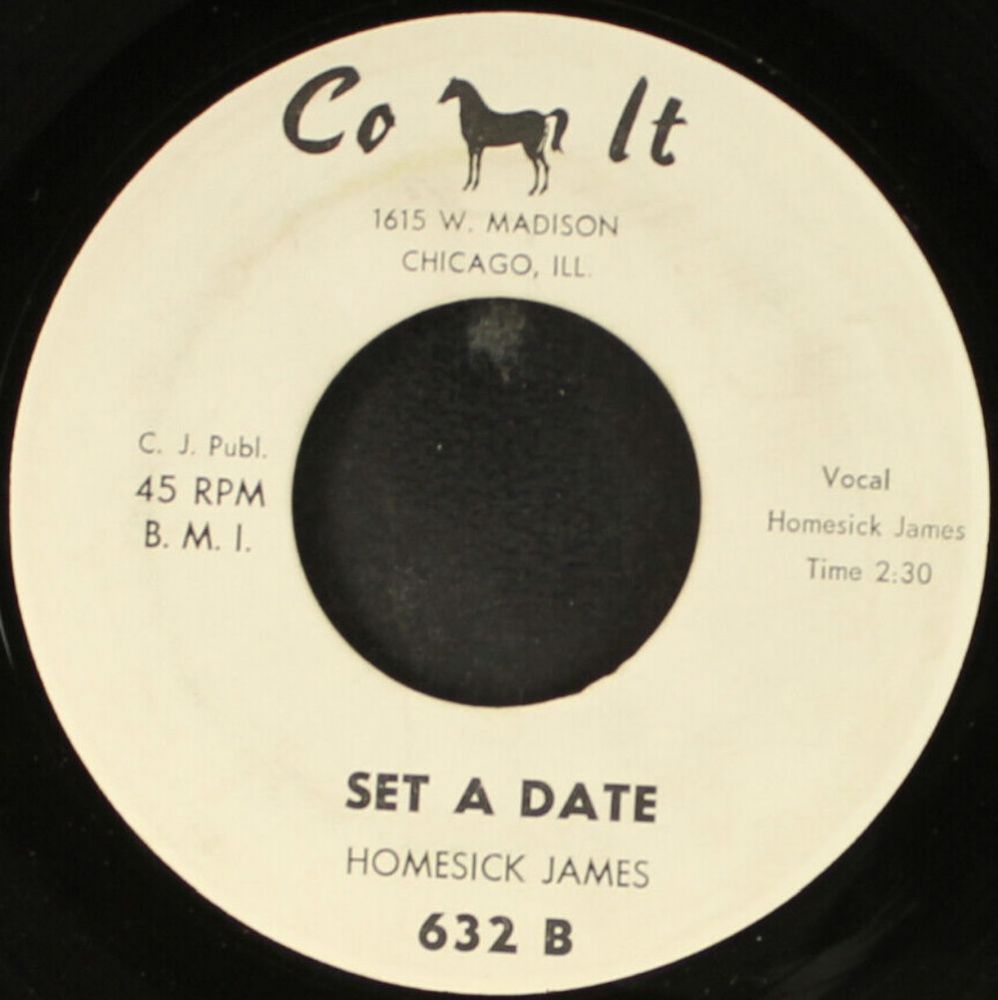 Co lt
1615 W. MADISON
CHICAGO, ILL.
C. J. Publ.
45 RPM
B. M. I.
Vocal
Homesick James
Time 2:30
SET A DATE
HOMESICK JAMES
632 B